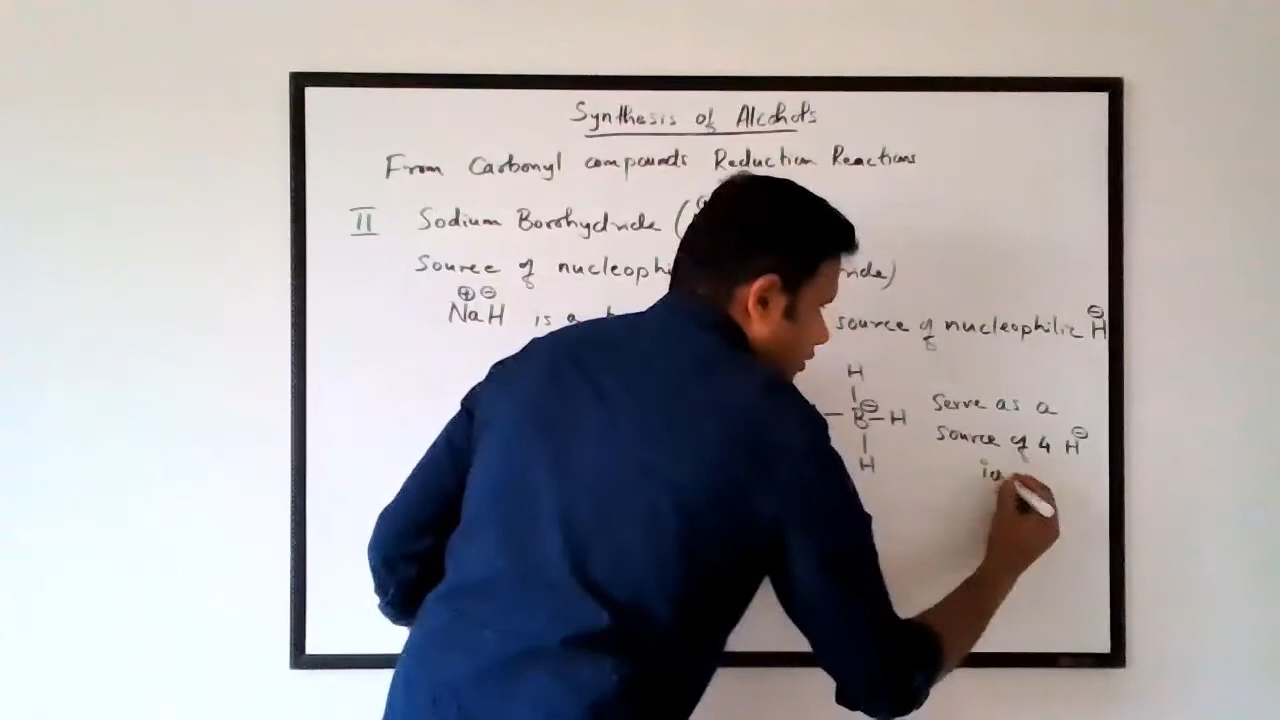 Synthesis of Alcohols
From Carbonyl compounds Reduction Reactions
II Sodium Borohydride (
Source of nucleophi ride)
⊕ ⊖
NaH is a source of nucleophilic H⊖
H
B⊖ H
H
Serve as a
source of 4 H⊖
io